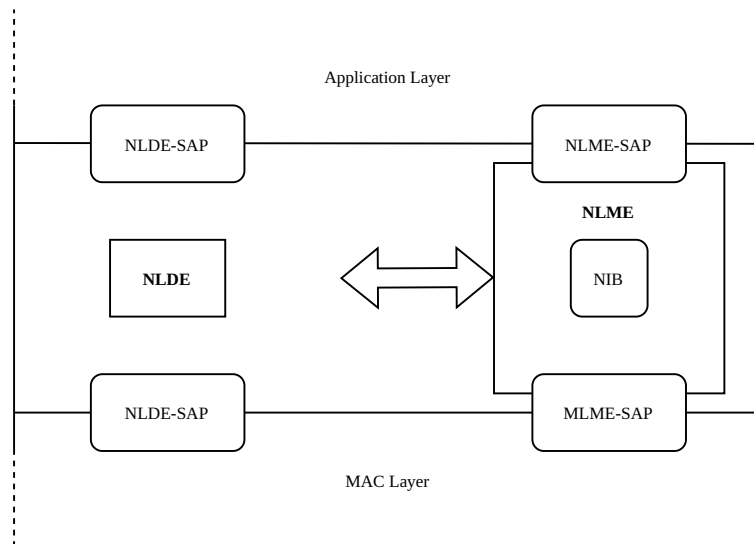 Application Layer
NLDE-SAP
NLME-SAP
NLME
NLDE
NIB
NLDE-SAP
MLME-SAP
MAC Layer